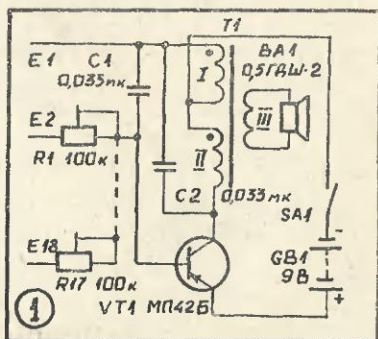 T1
E1 C1 I BA1
0,033мк 0,5ГДШ-2
E2 III
R1 100к II
C2 0,033мк
SA1
E18 -
GB1
R17 100к 9В
+
1 VT1 МП42Б